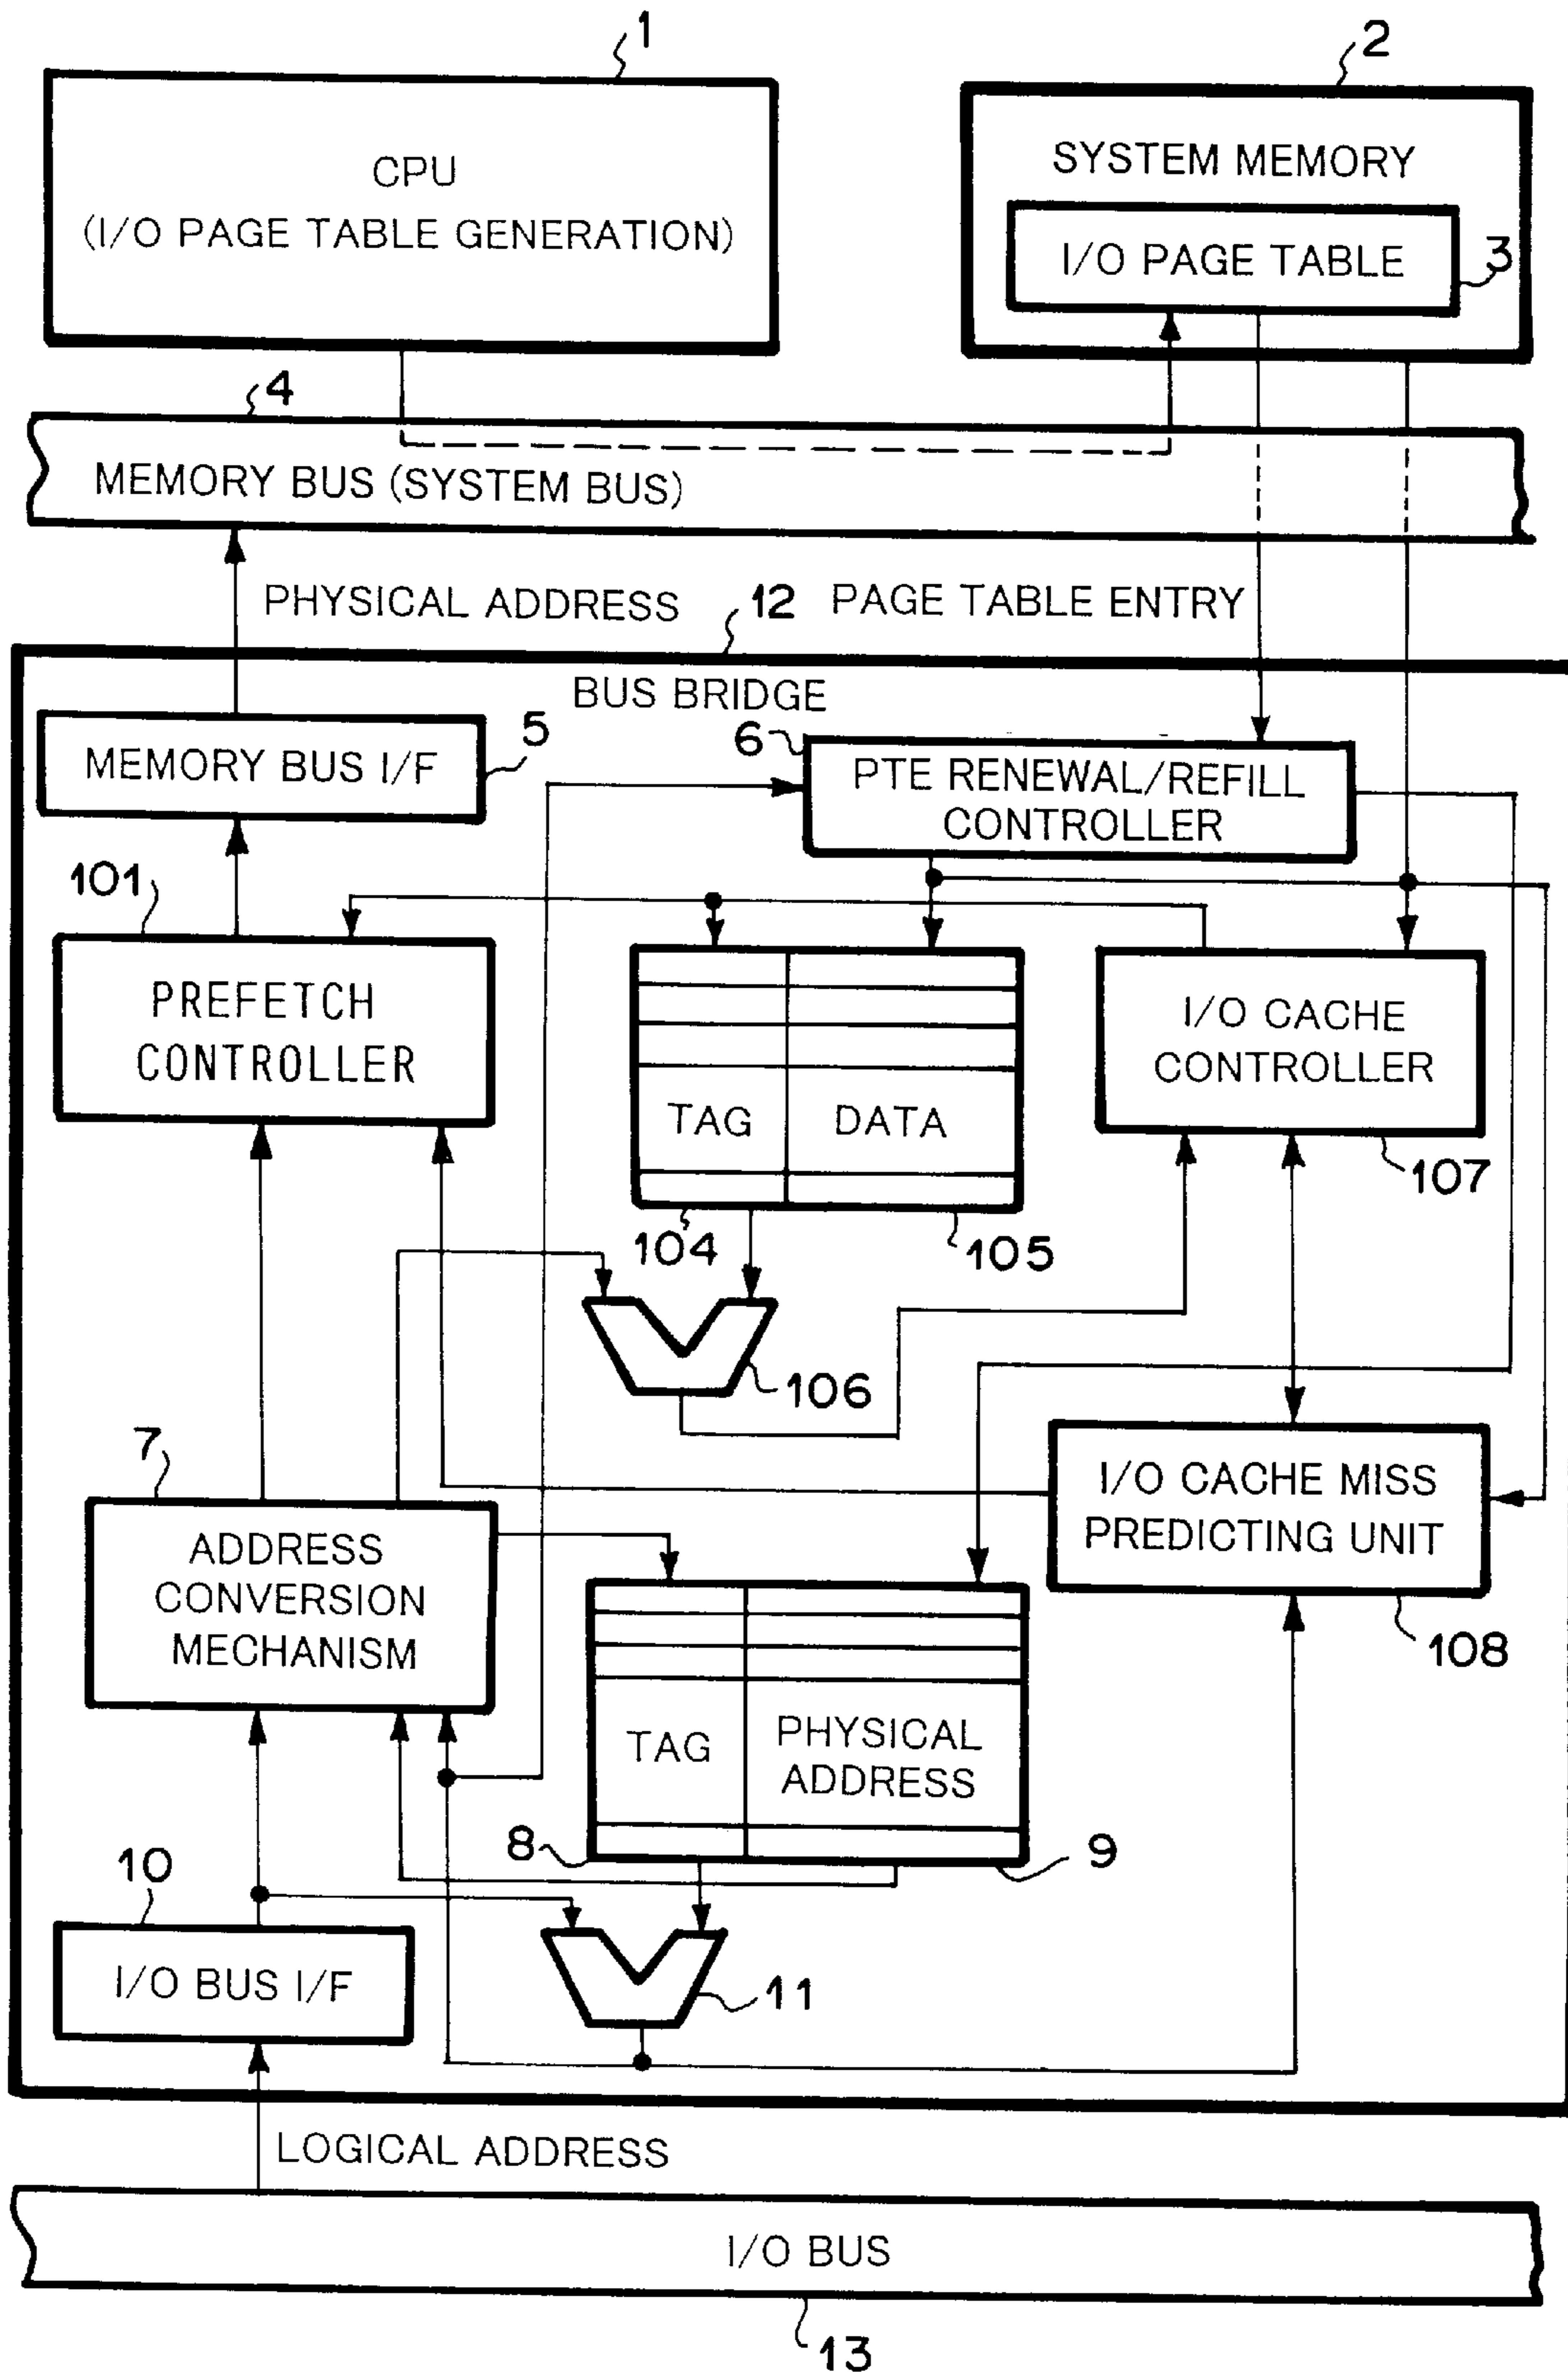 1
2
CPU
(I/O PAGE TABLE GENERATION)
SYSTEM MEMORY
I/O PAGE TABLE
3
4
MEMORY BUS (SYSTEM BUS)
PHYSICAL ADDRESS
12
PAGE TABLE ENTRY
BUS BRIDGE
MEMORY BUS I/F
5
6
PTE RENEWAL/REFILL
CONTROLLER
101
PREFETCH
CONTROLLER
TAG
DATA
I/O CACHE
CONTROLLER
107
104
105
106
7
ADDRESS
CONVERSION
MECHANISM
I/O CACHE MISS
PREDICTING UNIT
108
TAG
PHYSICAL
ADDRESS
8
9
10
I/O BUS I/F
11
LOGICAL ADDRESS
I/O BUS
13